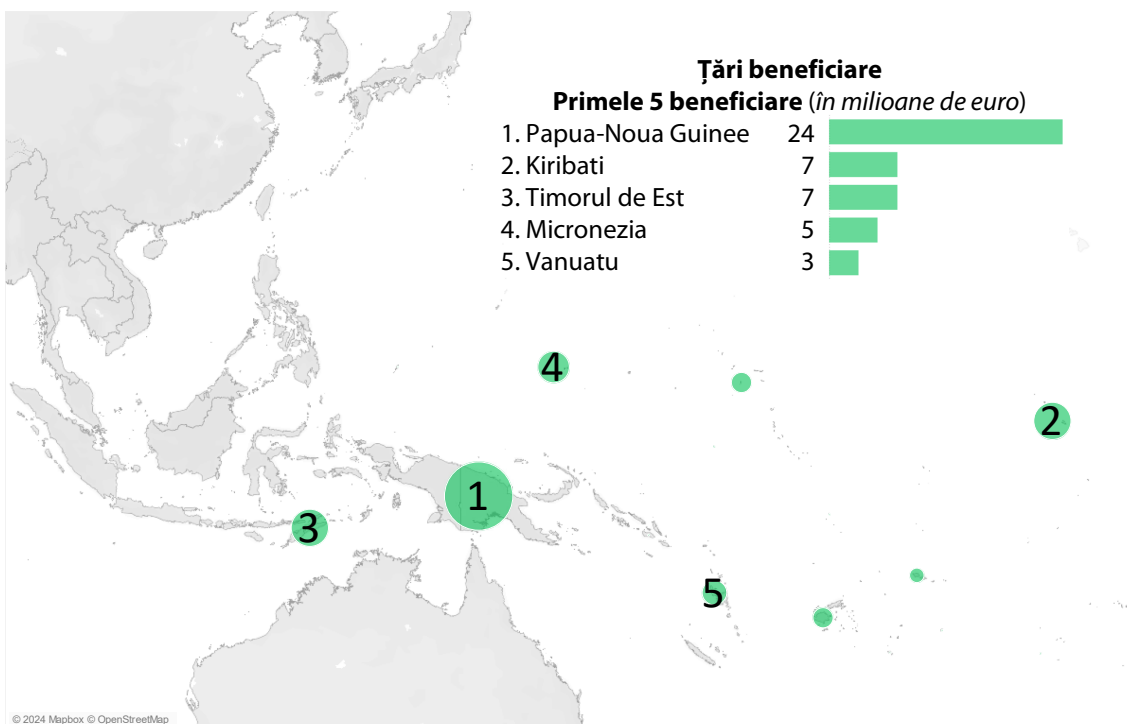 Țări beneficiare
Primele 5 beneficiare (în milioane de euro)
1. Papua-Noua Guinee 24
2. Kiribati 7
3. Timorul de Est 7
4. Micronezia 5
5. Vanuatu 3
4
2
1
3
5
© 2024 Mapbox © OpenStreetMap